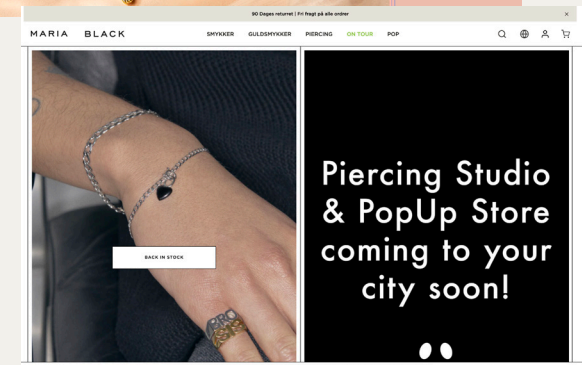 90 Dages returret | Fri fragt på alle ordrer
MARIA BLACK
SMYKKER GULDSMYKKER PIERCING ON TOUR POP
BACK IN STOCK
Piercing Studio
& PopUp Store
coming to your
city soon!